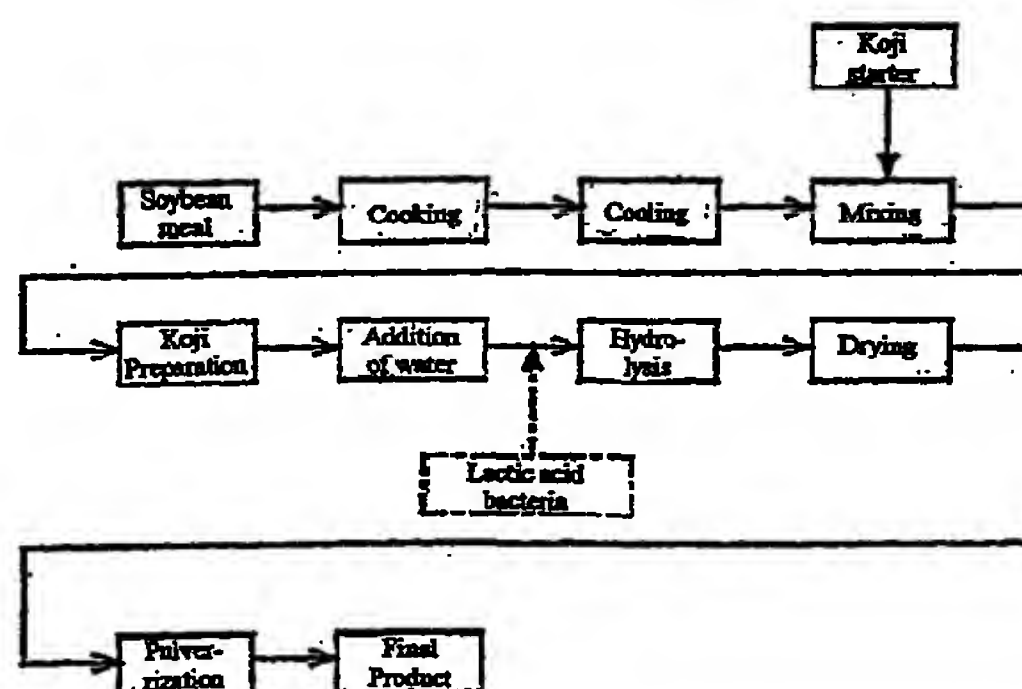 Koji
starter
Soybean
meal
Cooking
Cooling
Mixing
Koji
Preparation
Addition
of water
Hydro-
lysis
Drying
Lactic acid
bacteria
Pulver-
rization
Final
Product